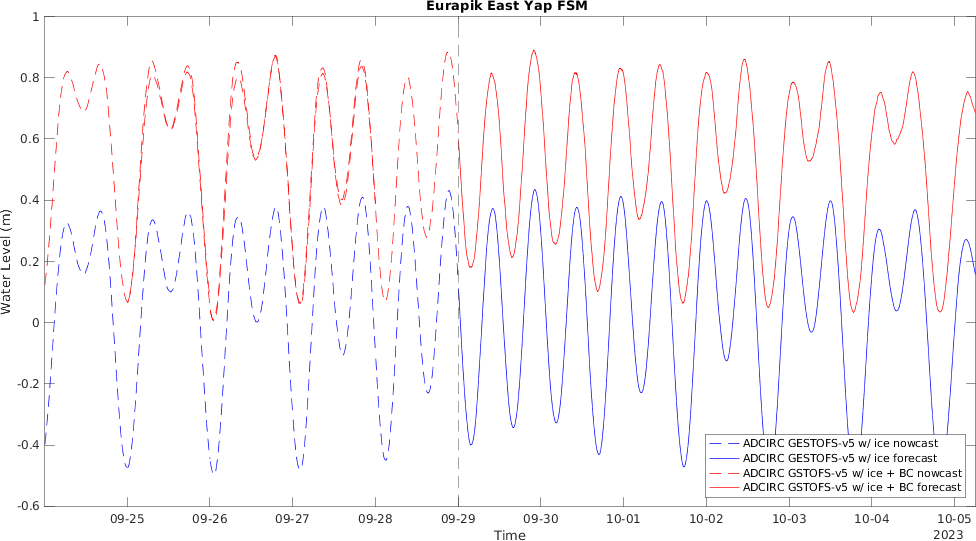 Eurapik East Yap FSM
1
0.8
0.6
0.4
0.2
0
-0.2
-0.4
-0.6
Water Level (m)
ADCIRC GESTOFS-v5 w/ ice nowcast
ADCIRC GESTOFS-v5 w/ ice forecast
ADCIRC GSTOFS-v5 w/ ice + BC nowcast
ADCIRC GSTOFS-v5 w/ ice + BC forecast
09-25 09-26 09-27 09-28 09-29 09-30 10-01 10-02 10-03 10-04 10-05
Time
2023